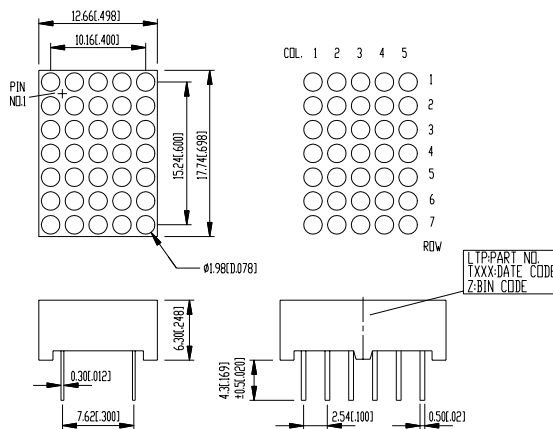 12.66[.498]
10.16[.400]
PIN
NO.1
15.24[.600]
17.74[.698]
ø1.98[0.078]
COL. 1 2 3 4 5
1
2
3
4
5
6
7
ROW
LTP:PART NO.
TXXX:DATE CODE
Z:BIN CODE
6.30[.248]
0.30[.012]
7.62[.300]
4.3[.169]
±0.5[.020]
2.54[.100]
0.50[.02]